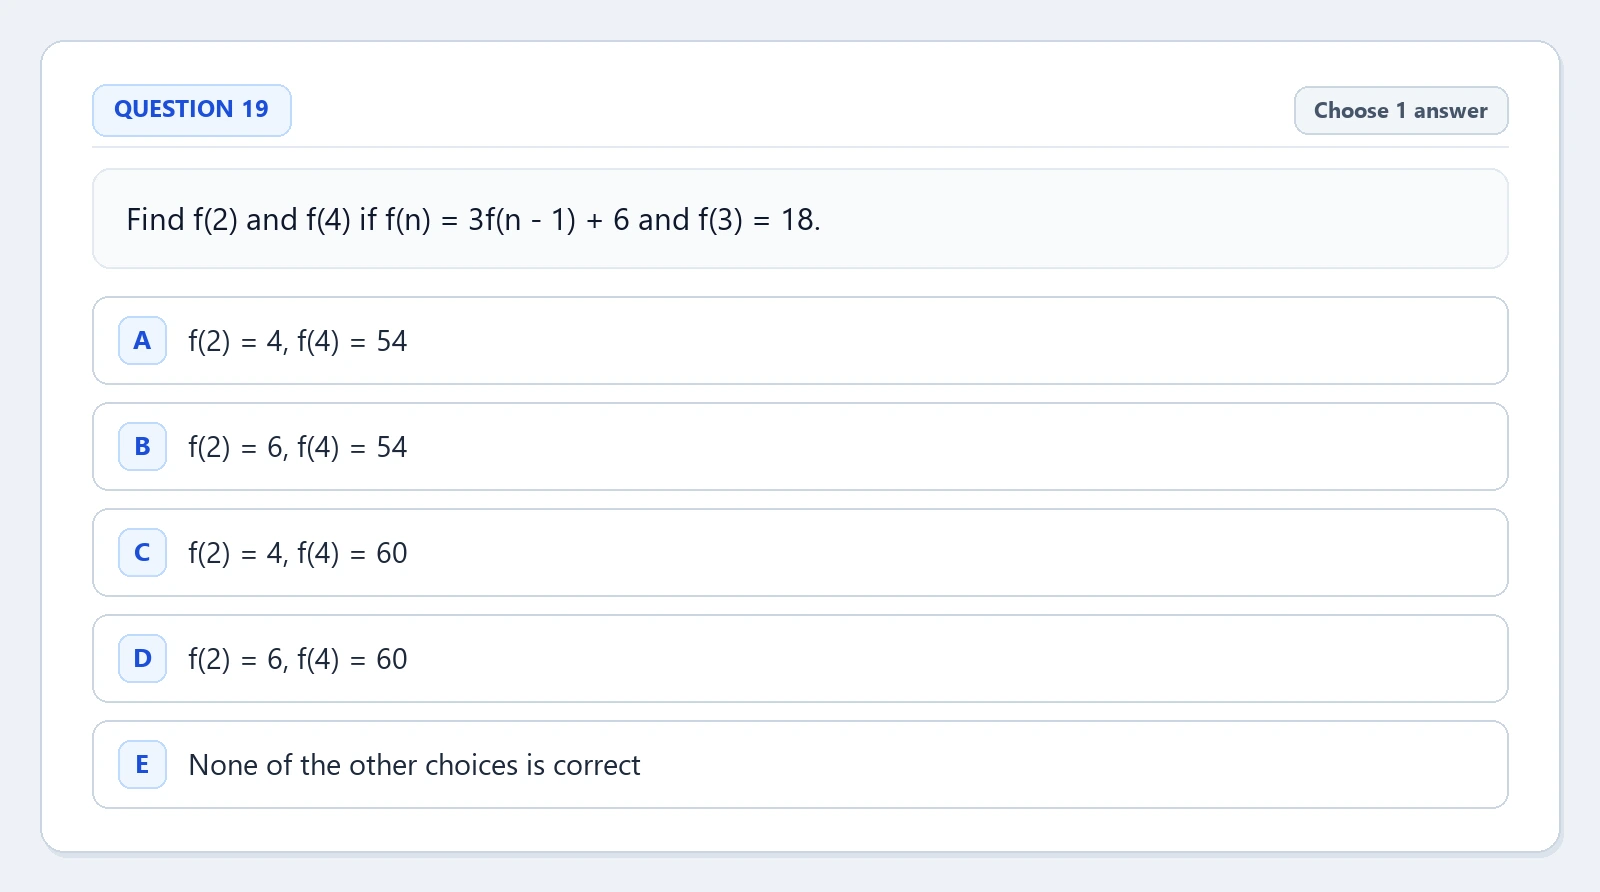 QUESTION 19
Choose 1 answer
Find f(2) and f(4) if f(n) = 3f(n - 1) + 6 and f(3) = 18.
A f(2) = 4, f(4) = 54
B f(2) = 6, f(4) = 54
C f(2) = 4, f(4) = 60
D f(2) = 6, f(4) = 60
E None of the other choices is correct